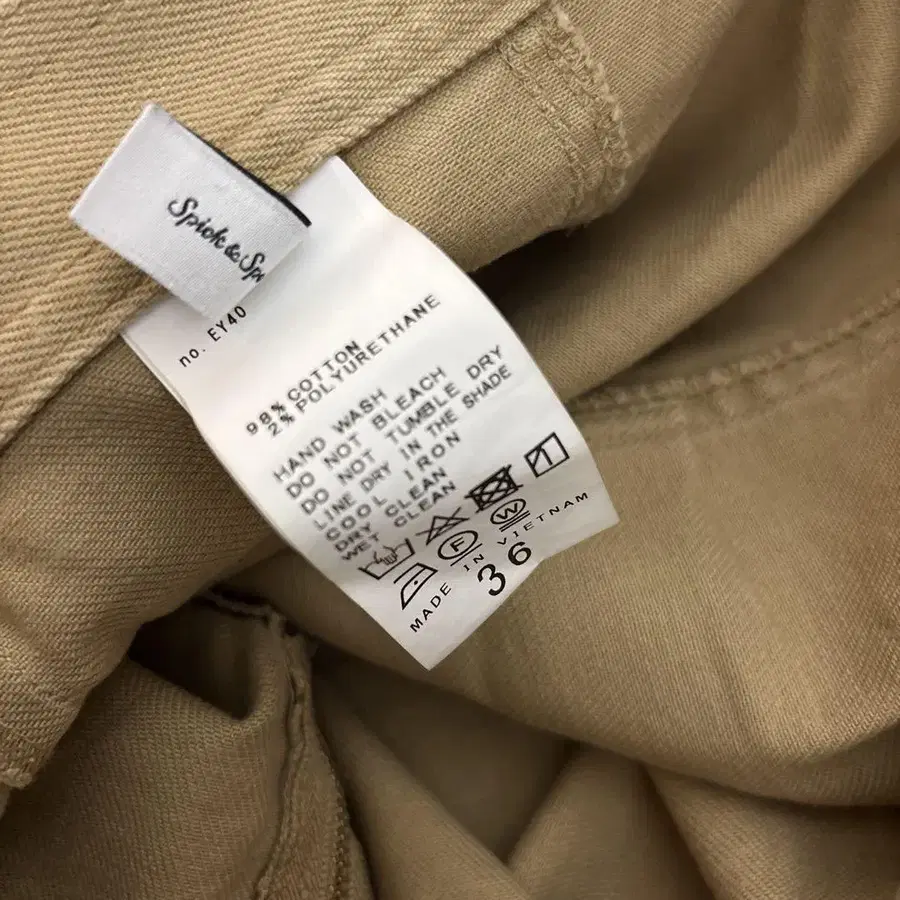 Spick & Sp
no. EY40
98% COTTON
2% POLYURETHANE
HAND WASH
DO NOT BLEACH
DO NOT TUMBLE DRY
LINE DRY IN THE SHADE
COOL IRON
DRY CLEAN
WET CLEAN
F W
MADE IN VIETNAM
36